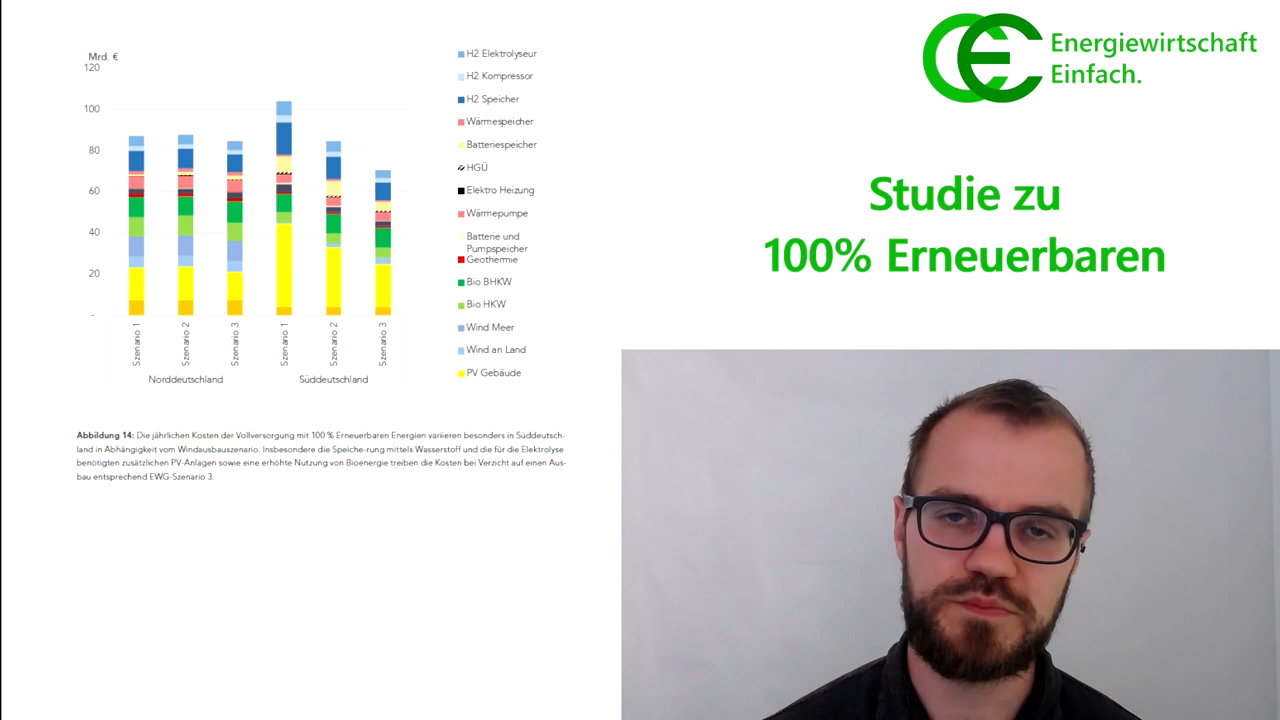 Mrd. €
120
100
80
60
40
20
-
Szenario 1
Szenario 2
Szenario 3
Szenario 1
Szenario 2
Szenario 3
Norddeutschland
Süddeutschland
H2 Elektrolyseur
H2 Kompressor
H2 Speicher
Wärmespeicher
Batteriespeicher
HGÜ
Elektro Heizung
Wärmepumpe
Batterie und
Pumpspeicher
Geothermie
Bio BHKW
Bio HKW
Wind Meer
Wind an Land
PV Gebäude
Abbildung 14: Die jährlichen Kosten der Vollversorgung mit 100 % Erneuerbaren Energien variieren besonders in Süddeutsch-
land in Abhängigkeit vom Windausbauszenario. Insbesondere die Speiche-rung mittels Wasserstoff und die für die Elektrolyse
benötigten zusätzlichen PV-Anlagen sowie eine erhöhte Nutzung von Bioenergie treiben die Kosten bei Verzicht auf einen Aus-
bau entsprechend EWG-Szenario 3.
Energiewirtschaft
Einfach.
Studie zu
100% Erneuerbaren